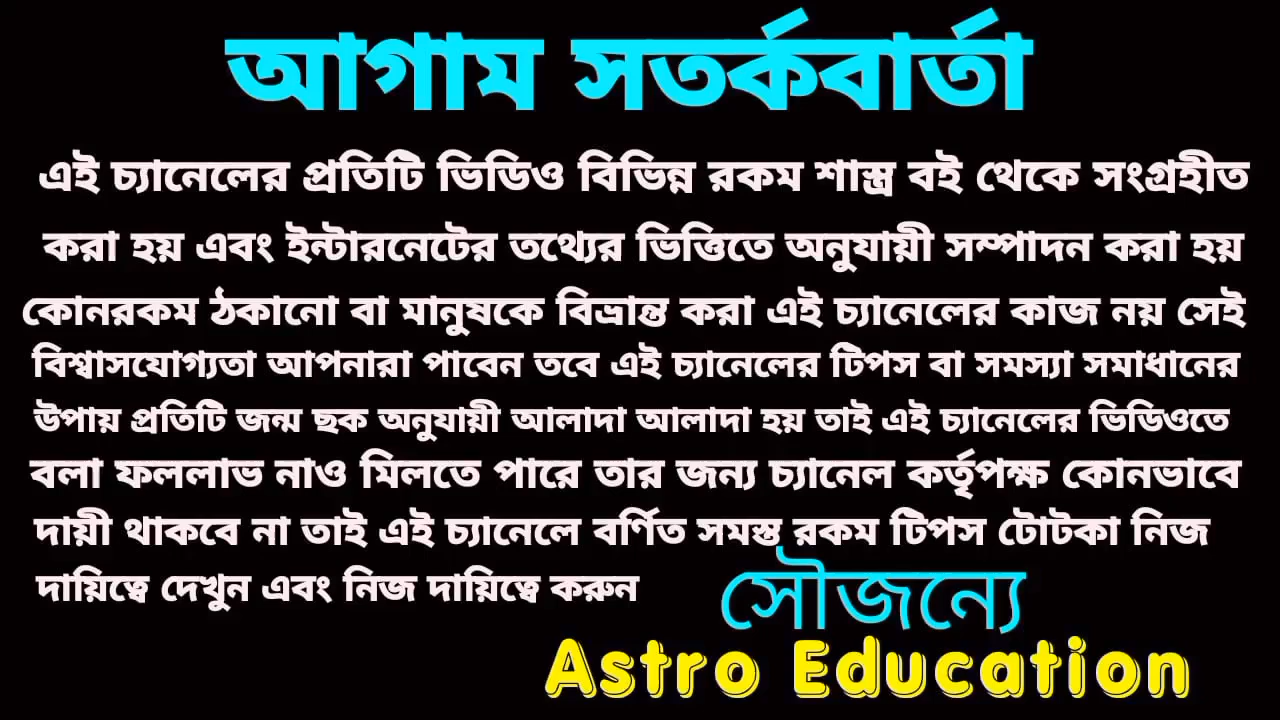 আগাম সতর্কবার্তা
এই চ্যানেলের প্রতিটি ভিডিও বিভিন্ন রকম শাস্ত্র বই থেকে সংগ্রহীত
করা হয় এবং ইন্টারনেটের তথ্যের ভিত্তিতে অনুযায়ী সম্পাদন করা হয়
কোনরকম ঠকানো বা মানুষকে বিভ্রান্ত করা এই চ্যানেলের কাজ নয় সেই
বিশ্বাসযোগ্যতা আপনারা পাবেন তবে এই চ্যানেলের টিপস বা সমস্যা সমাধানের
উপায় প্রতিটি জন্ম ছক অনুযায়ী আলাদা আলাদা হয় তাই এই চ্যানেলের ভিডিওতে
বলা ফললাভ নাও মিলতে পারে তার জন্য চ্যানেল কর্তৃপক্ষ কোনভাবে
দায়ী থাকবে না তাই এই চ্যানেলে বর্ণিত সমস্ত রকম টিপস টোটকা নিজ
দায়িত্বে দেখুন এবং নিজ দায়িত্বে করুন
সৌজন্যে
Astro Education